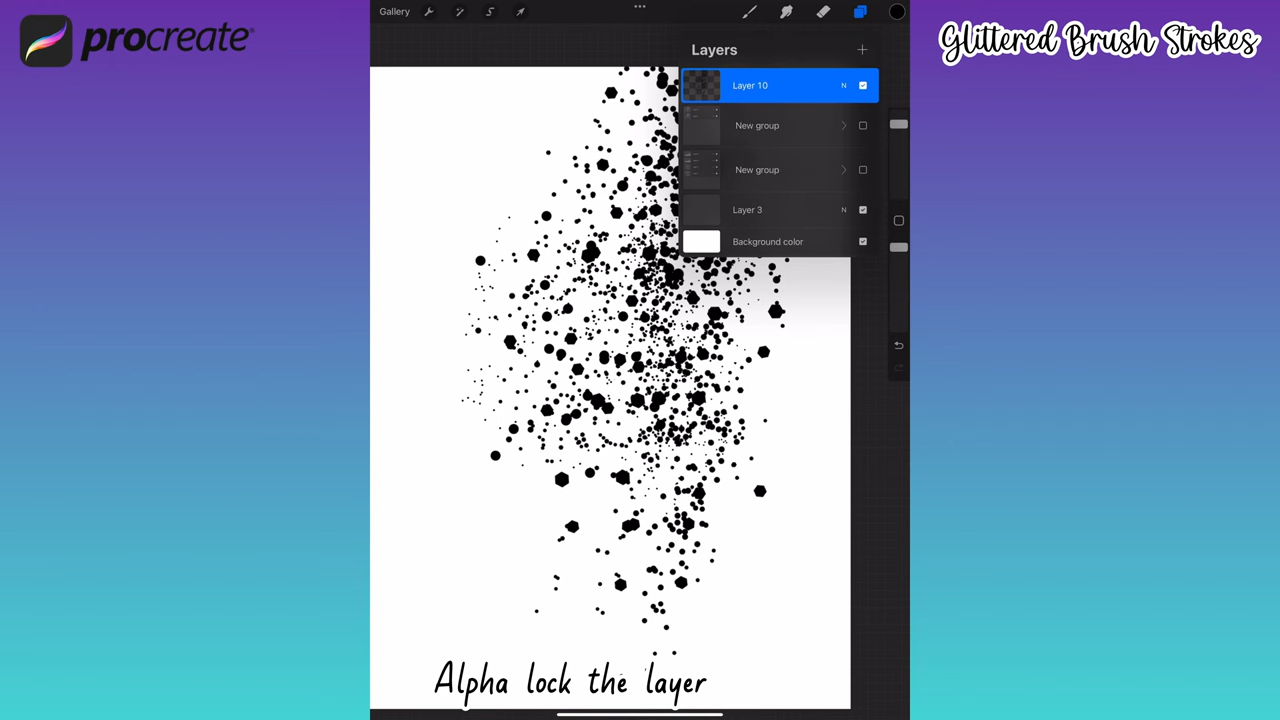 procreate®
Glittered Brush Strokes
Gallery
Layers
Layer 10 N
New group
New group
Layer 3 N
Background color
Alpha lock the layer